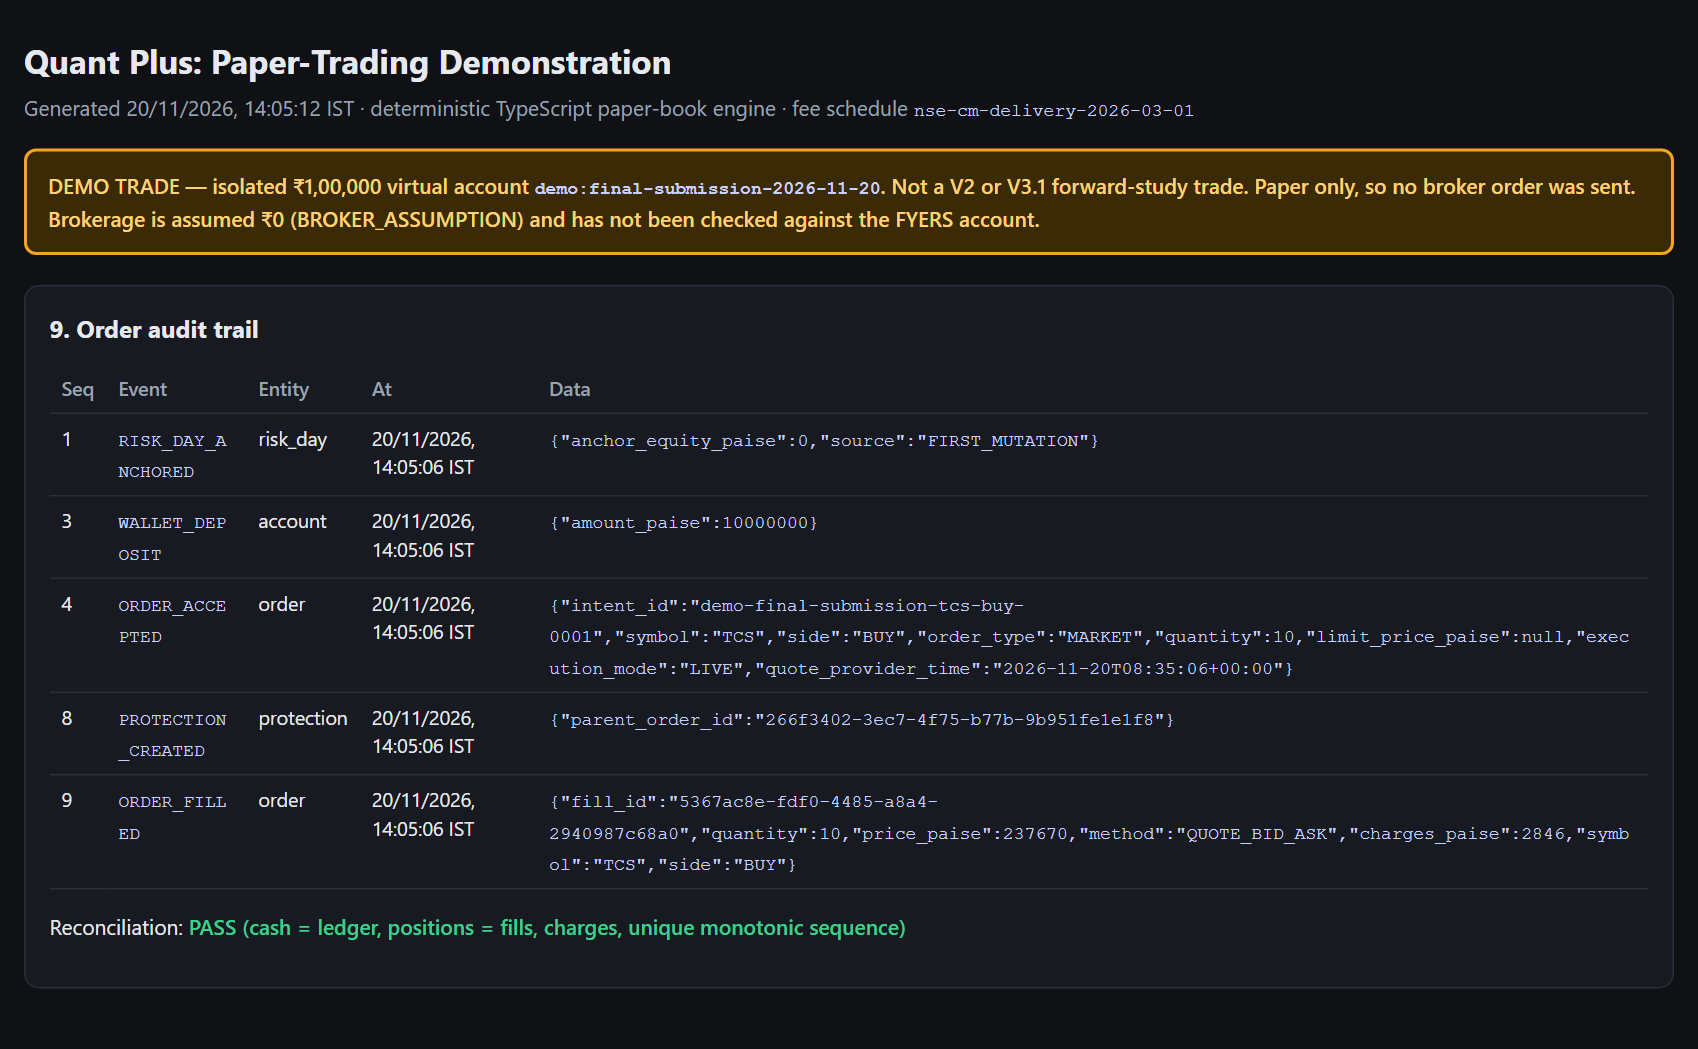 Quant Plus: Paper-Trading Demonstration
Generated 20/11/2026, 14:05:12 IST · deterministic TypeScript paper-book engine · fee schedule nse-cm-delivery-2026-03-01
DEMO TRADE — isolated ₹1,00,000 virtual account demo:final-submission-2026-11-20. Not a V2 or V3.1 forward-study trade. Paper only, so no broker order was sent.
Brokerage is assumed ₹0 (BROKER_ASSUMPTION) and has not been checked against the FYERS account.
9. Order audit trail
Seq Event Entity At Data
1 RISK_DAY_A risk_day 20/11/2026, {"anchor_equity_paise":0,"source":"FIRST_MUTATION"}
NCHORED 14:05:06 IST
3 WALLET_DEP account 20/11/2026, {"amount_paise":10000000}
OSIT 14:05:06 IST
4 ORDER_ACCE order 20/11/2026, {"intent_id":"demo-final-submission-tcs-buy-
PTED 14:05:06 IST 0001","symbol":"TCS","side":"BUY","order_type":"MARKET","quantity":10,"limit_price_paise":null,"exec
ution_mode":"LIVE","quote_provider_time":"2026-11-20T08:35:06+00:00"}
8 PROTECTION protection 20/11/2026, {"parent_order_id":"266f3402-3ec7-4f75-b77b-9b951fe1e1f8"}
_CREATED 14:05:06 IST
9 ORDER_FILL order 20/11/2026, {"fill_id":"5367ac8e-fdf0-4485-a8a4-
ED 14:05:06 IST 2940987c68a0","quantity":10,"price_paise":237670,"method":"QUOTE_BID_ASK","charges_paise":2846,"symb
ol":"TCS","side":"BUY"}
Reconciliation: PASS (cash = ledger, positions = fills, charges, unique monotonic sequence)